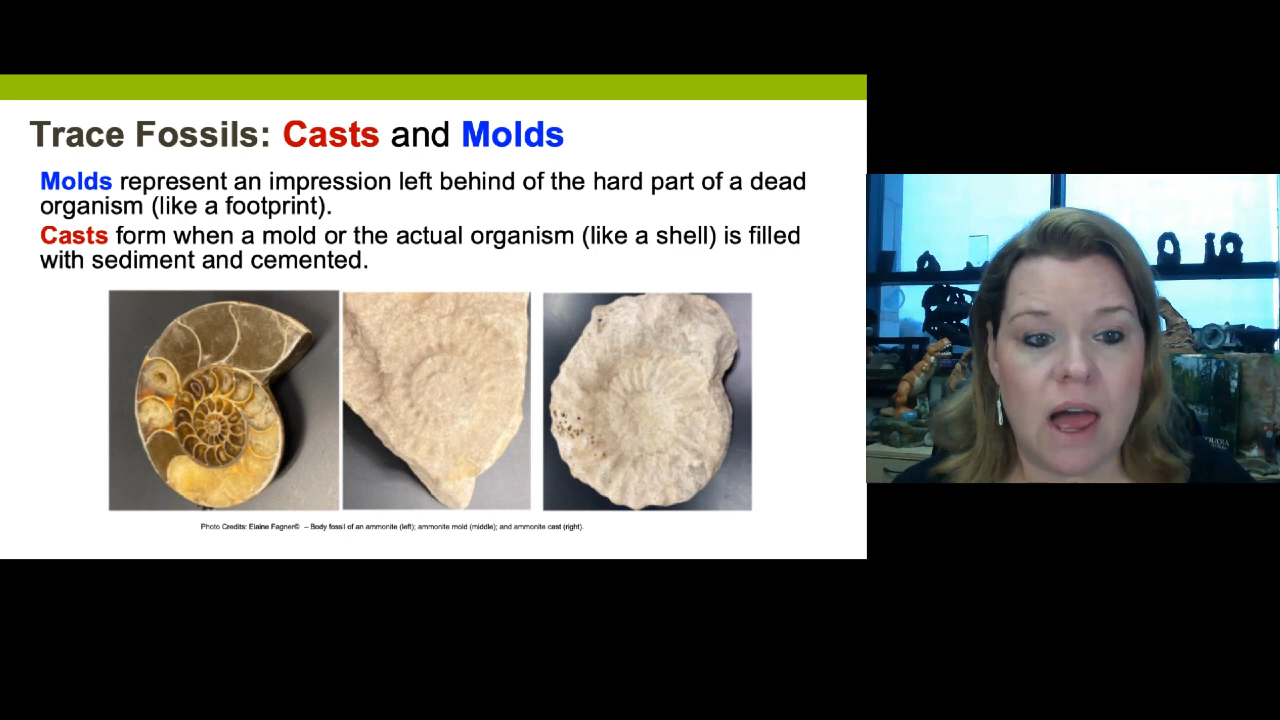 Trace Fossils: Casts and Molds
Molds represent an impression left behind of the hard part of a dead
organism (like a footprint).
Casts form when a mold or the actual organism (like a shell) is filled
with sediment and cemented.
Photo Credits: Elaine Fagner© – Body fossil of an ammonite (left); ammonite mold (middle); and ammonite cast (right).